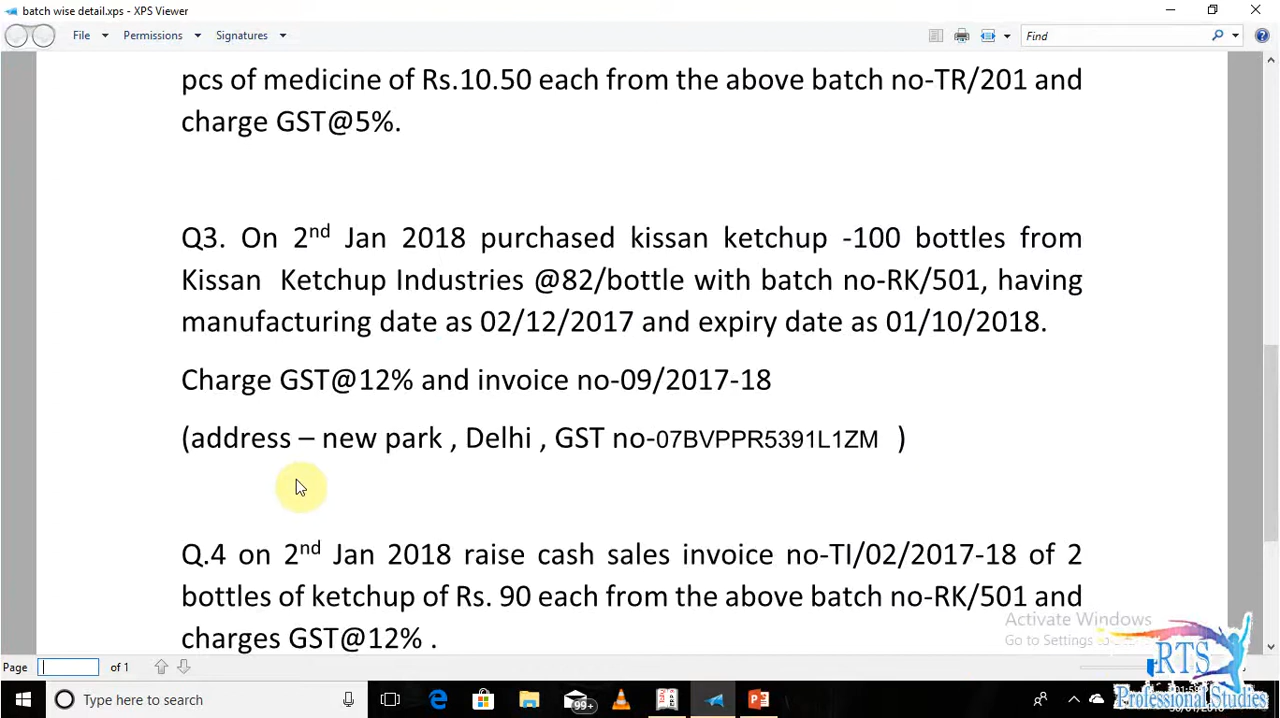 batch wise detail.xps - XPS Viewer
File Permissions Signatures Find
pcs of medicine of Rs.10.50 each from the above batch no-TR/201 and
charge GST@5%.
Q3. On 2nd Jan 2018 purchased kissan ketchup -100 bottles from
Kissan Ketchup Industries @82/bottle with batch no-RK/501, having
manufacturing date as 02/12/2017 and expiry date as 01/10/2018.
Charge GST@12% and invoice no-09/2017-18
(address – new park , Delhi , GST no-07BVPPR5391L1ZM )
Q.4 on 2nd Jan 2018 raise cash sales invoice no-TI/02/2017-18 of 2
bottles of ketchup of Rs. 90 each from the above batch no-RK/501 and
charges GST@12% .
Activate Windows
Go to Settings to
Page of 1
RTS
Professional Studies
Type here to search
99+